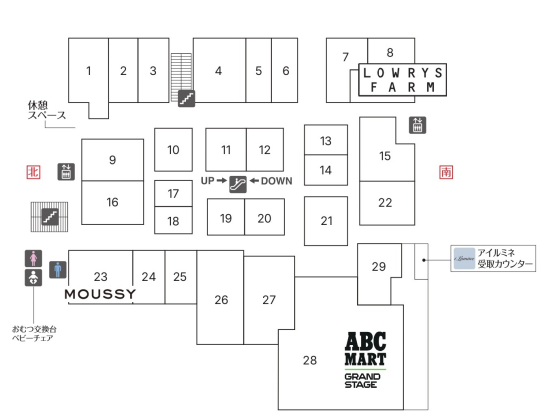 1 2 3 4 5 6 7 8
LOWRYS
FARM
休憩
スペース
9 10 11 12 13 14 15
北
南
UP DOWN
16 17 18 19 20 21 22
23 24 25 26 27 28 29
MOUSSY
アイルミネ
受取カウンター
おむつ交換台
ベビーチェア
ABC
MART
GRAND
STAGE